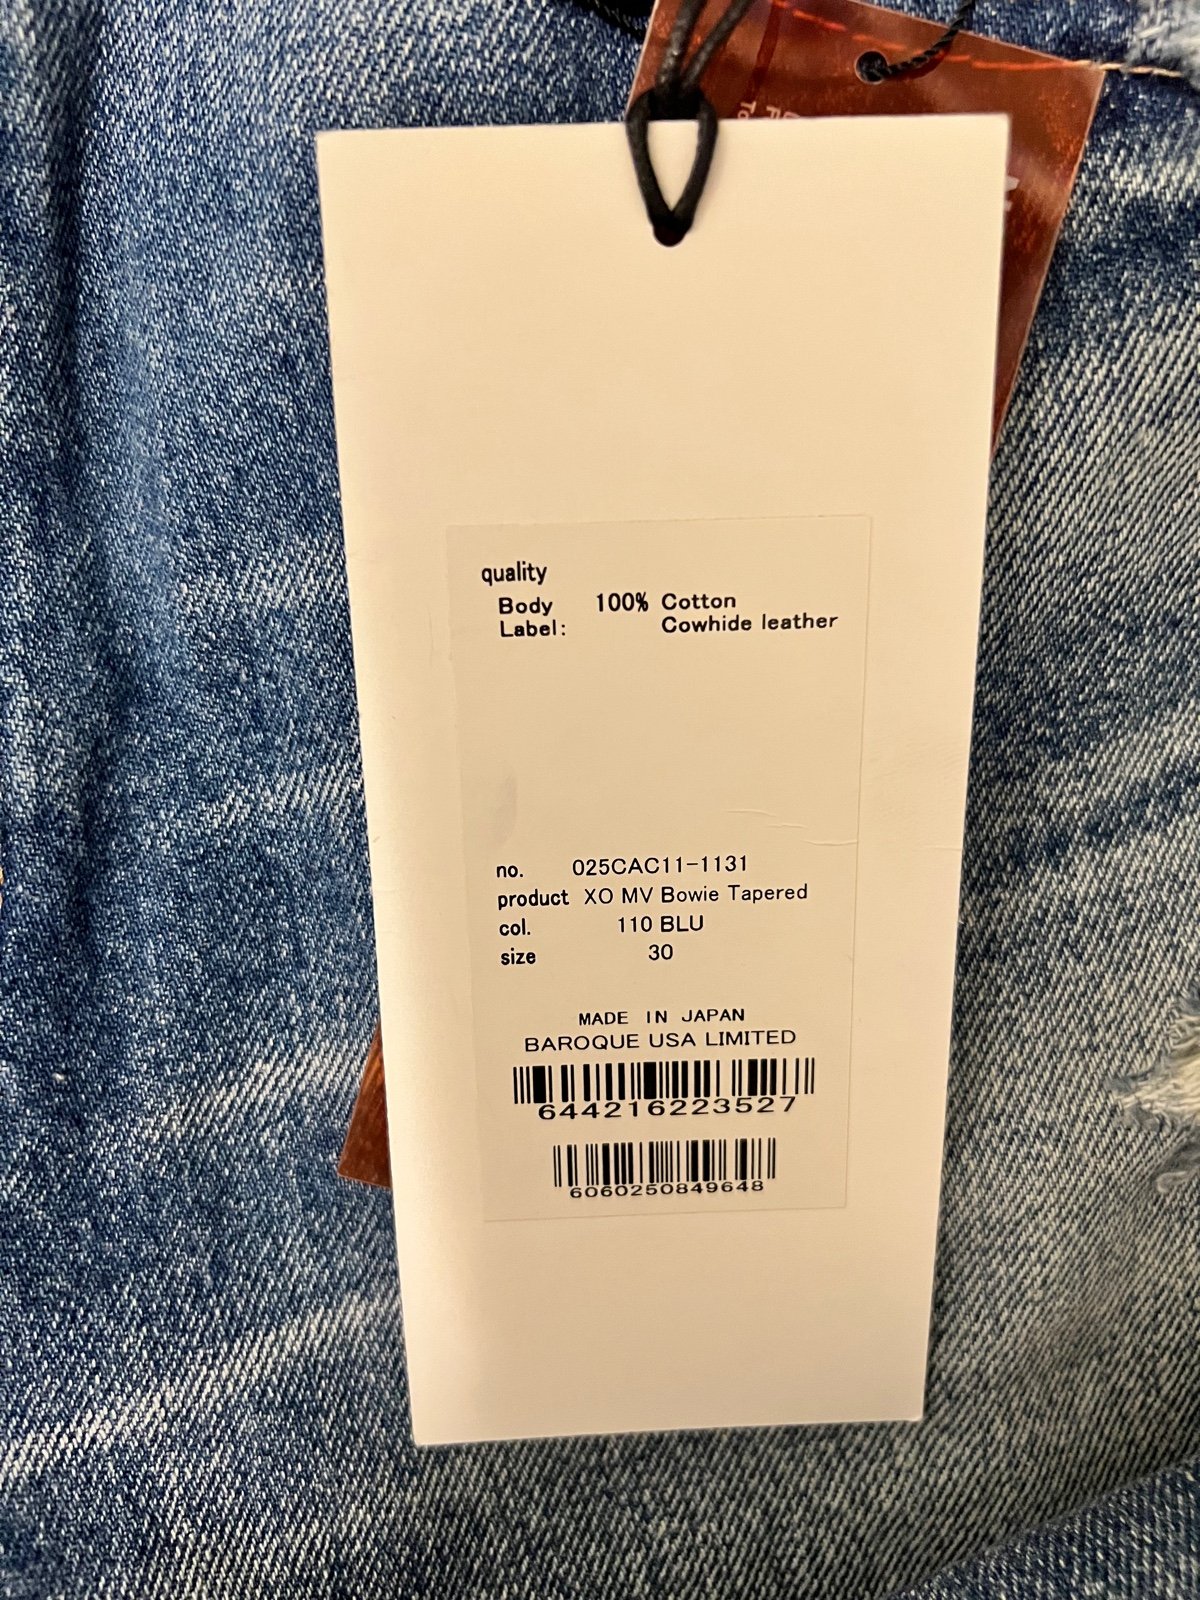 quality
Body 100% Cotton
Label: Cowhide leather
no. 025CAC11-1131
product XO MV Bowie Tapered
col. 110 BLU
size 30
MADE IN JAPAN
BAROQUE USA LIMITED
644216223527
6060250849648